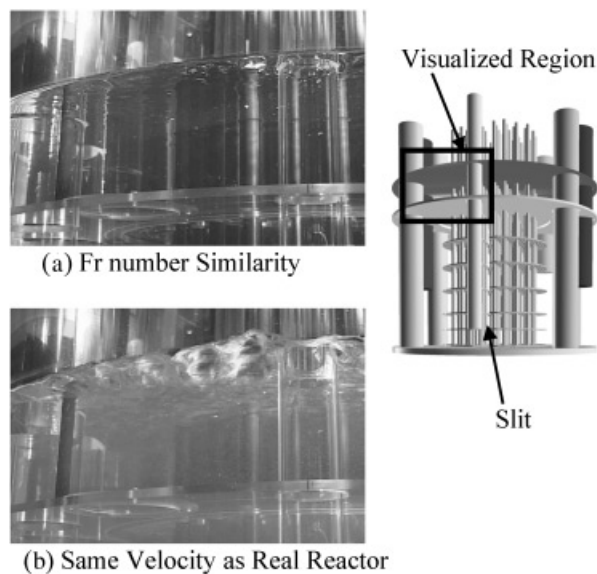 Visualized Region
(a) Fr number Similarity
Slit
(b) Same Velocity as Real Reactor